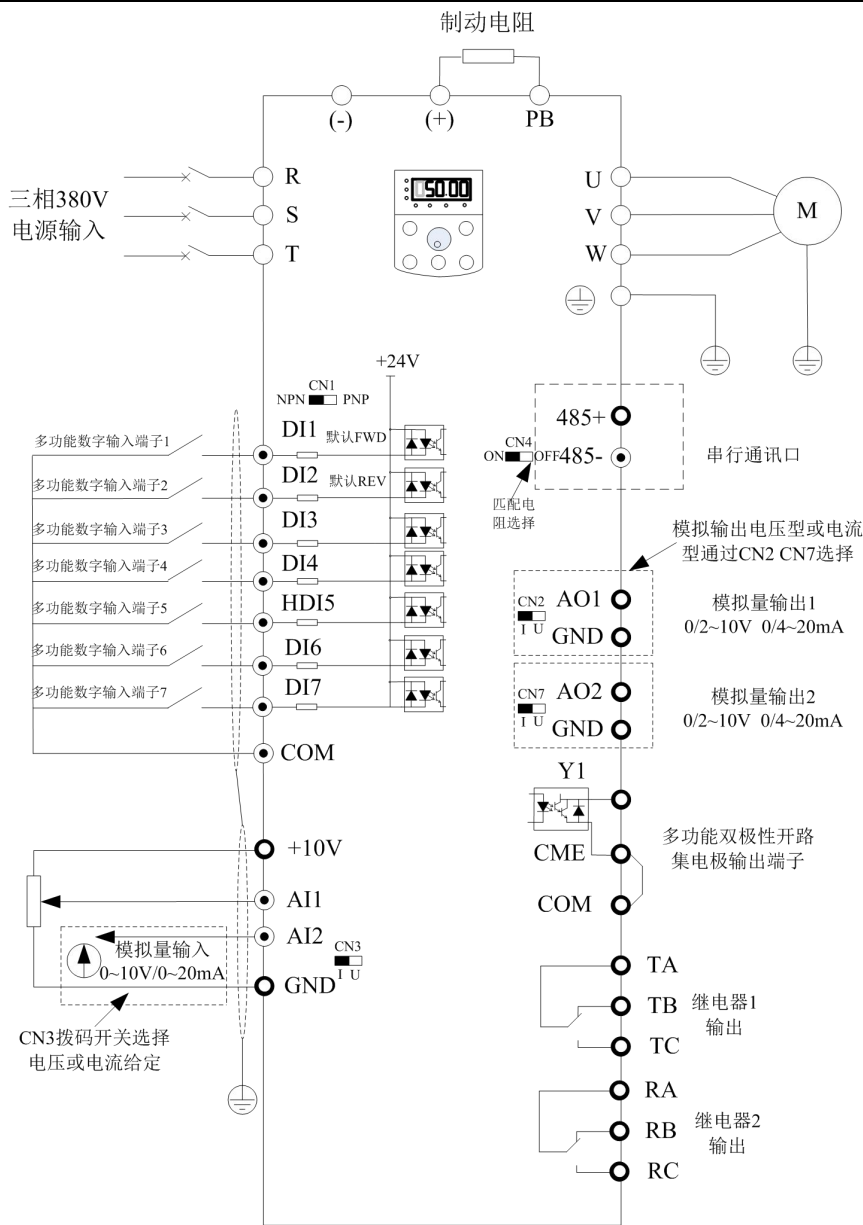 制动电阻
(-)
(+)
PB
三相380V
电源输入
R
S
T
50.00
U
V
W
M
+24V
CN1
NPN
PNP
多功能数字输入端子1
DI1
默认FWD
多功能数字输入端子2
DI2
默认REV
多功能数字输入端子3
DI3
多功能数字输入端子4
DI4
多功能数字输入端子5
HDI5
多功能数字输入端子6
DI6
多功能数字输入端子7
DI7
COM
+10V
AI1
AI2
模拟量输入
0~10V/0~20mA
CN3
I U
GND
CN3拨码开关选择
电压或电流给定
485+
CN4
ON
OFF
485-
串行通讯口
匹配电
阻选择
模拟输出电压型或电流
型通过CN2 CN7选择
CN2
I U
AO1
GND
模拟量输出1
0/2~10V 0/4~20mA
CN7
I U
AO2
GND
模拟量输出2
0/2~10V 0/4~20mA
Y1
CME
COM
多功能双极性开路
集电极输出端子
TA
TB
TC
继电器1
输出
RA
RB
RC
继电器2
输出